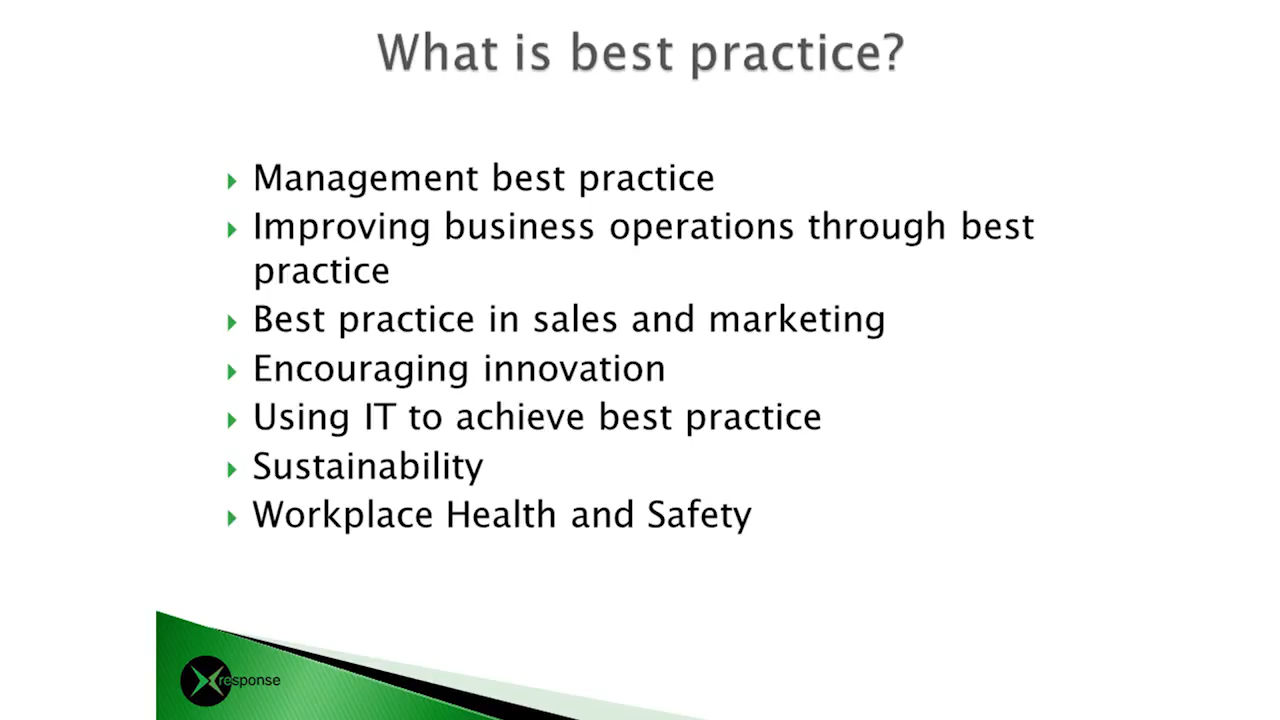 What is best practice?
Management best practice
Improving business operations through best
practice
Best practice in sales and marketing
Encouraging innovation
Using IT to achieve best practice
Sustainability
Workplace Health and Safety
response